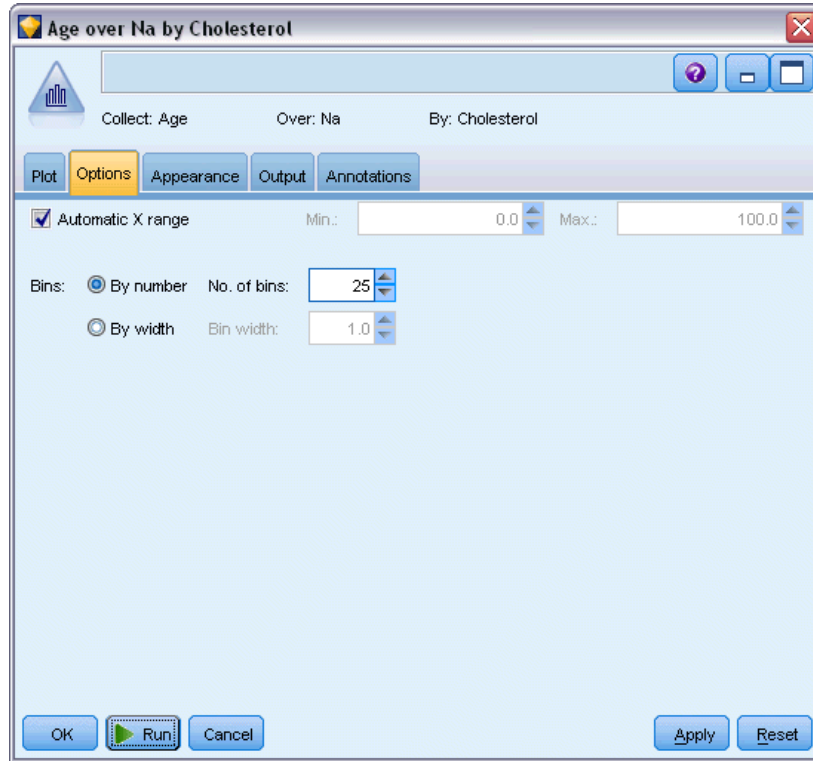 Age over Na by Cholesterol
Collect: Age Over: Na By: Cholesterol
Plot Options Appearance Output Annotations
Automatic X range Min.: 0.0 Max.: 100.0
Bins: By number No. of bins: 25
By width Bin width: 1.0
OK Run Cancel Apply Reset